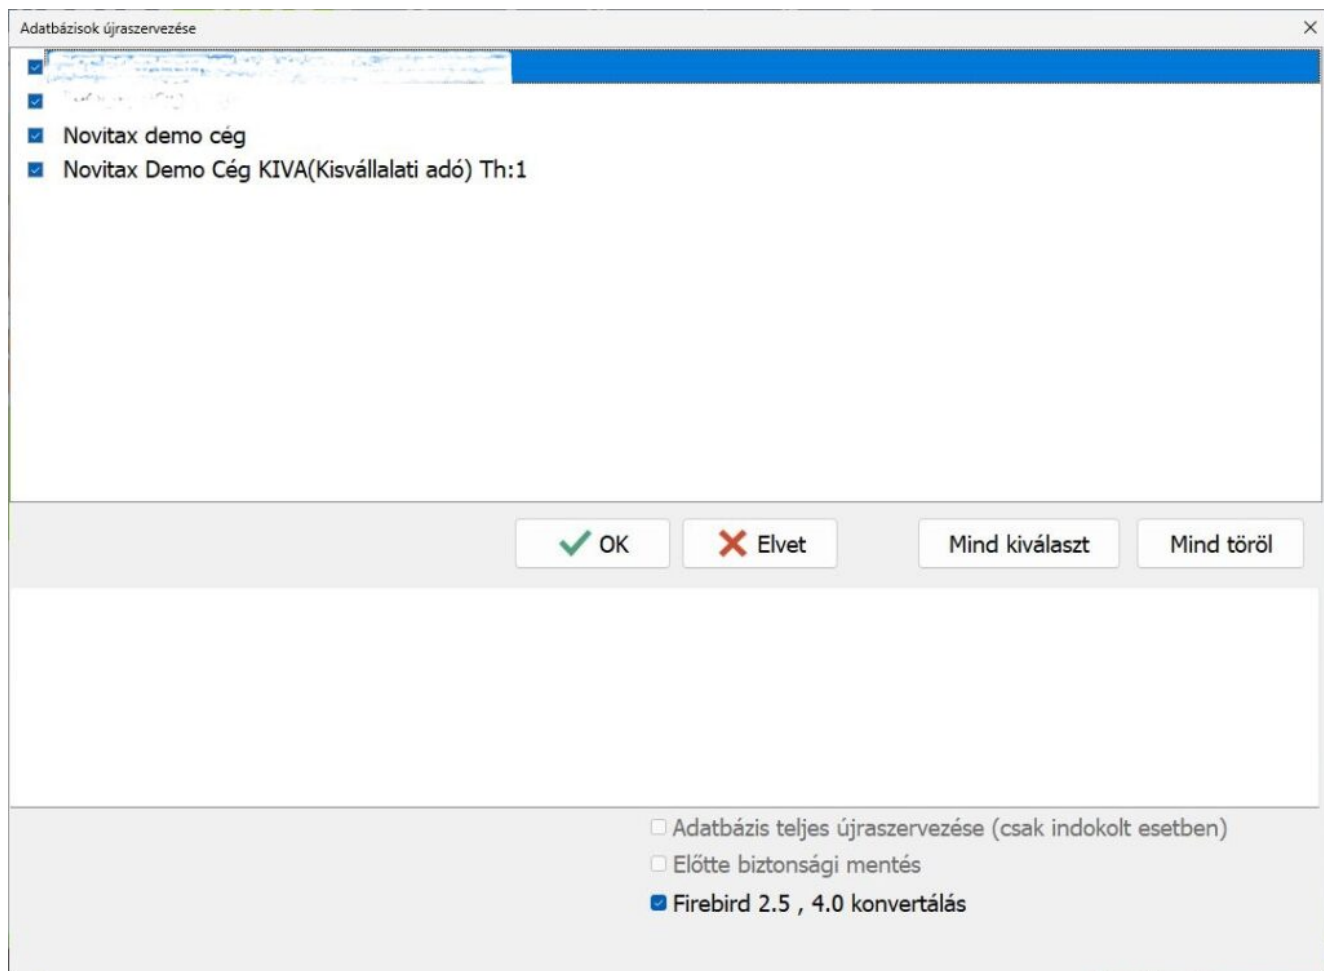 Adatbázisok újraszervezése
Novitax demo cég
Novitax Demo Cég KIVA(Kisvállalati adó) Th:1
OK Elvet Mind kiválaszt Mind töröl
Adatbázis teljes újraszervezése (csak indokolt esetben)
Előtte biztonsági mentés
Firebird 2.5 , 4.0 konvertálás